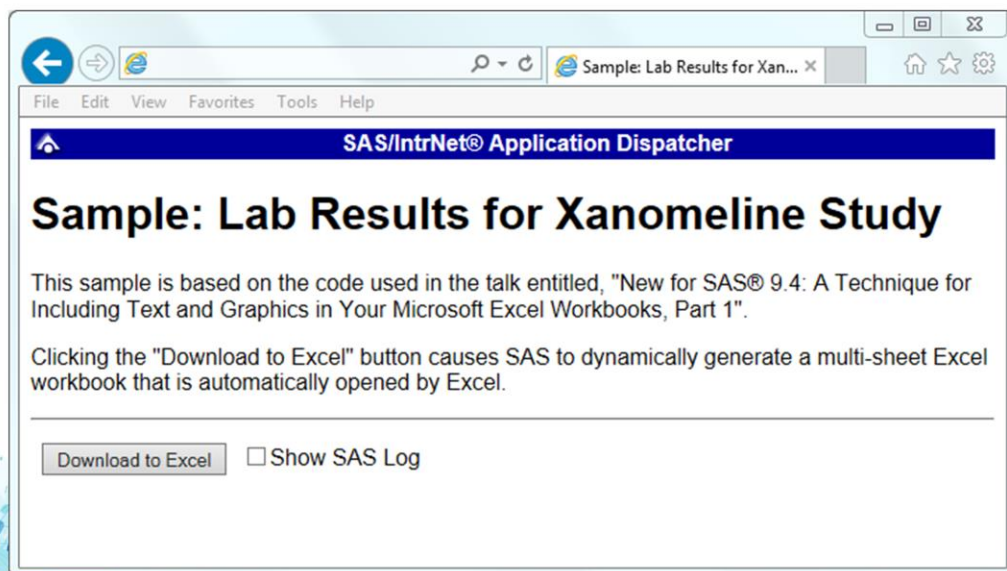 Sample: Lab Results for Xan...
File Edit View Favorites Tools Help
SAS/IntrNet® Application Dispatcher
Sample: Lab Results for Xanomeline Study
This sample is based on the code used in the talk entitled, "New for SAS® 9.4: A Technique for
Including Text and Graphics in Your Microsoft Excel Workbooks, Part 1".
Clicking the "Download to Excel" button causes SAS to dynamically generate a multi-sheet Excel
workbook that is automatically opened by Excel.
Download to Excel Show SAS Log